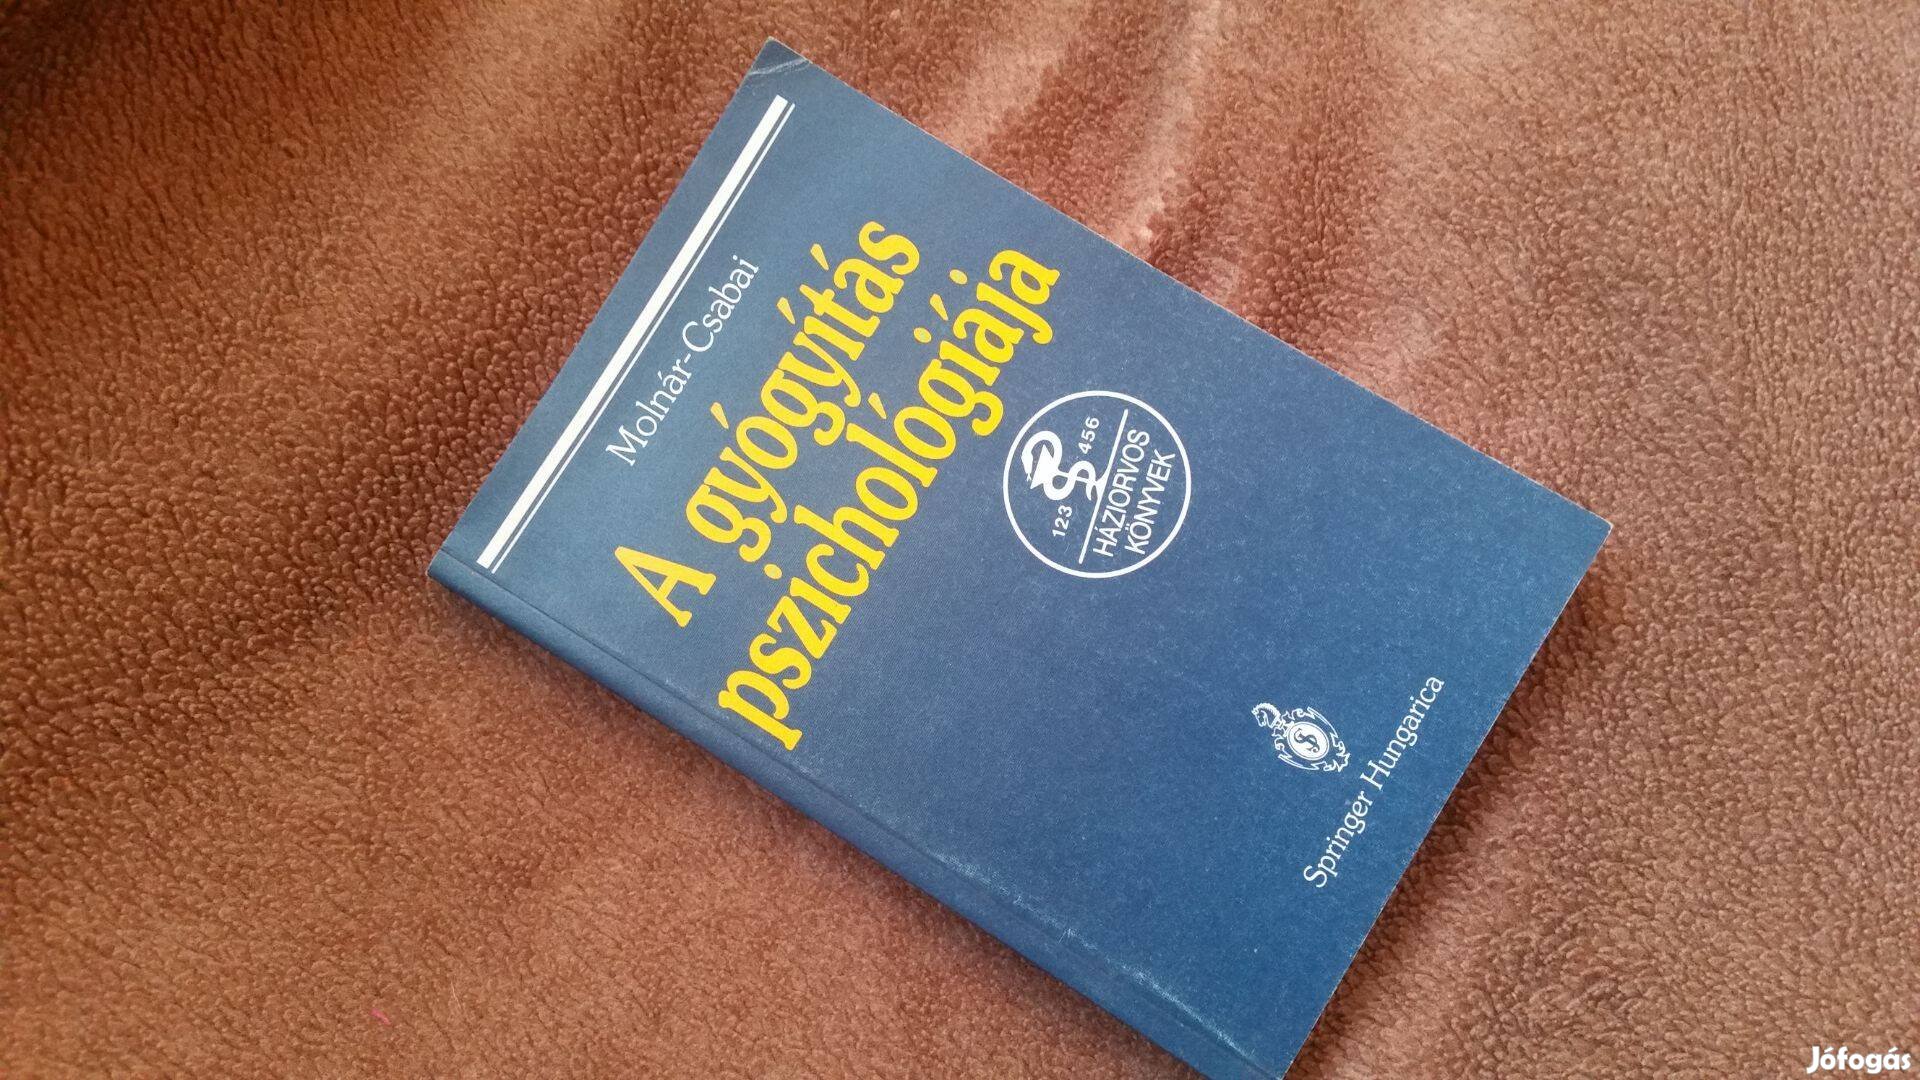 Molnár-Csabai
A gyógyítás
pszichológiája
123 456
HÁZIORVOS
KÖNYVEK
Springer Hungarica
Jófogás